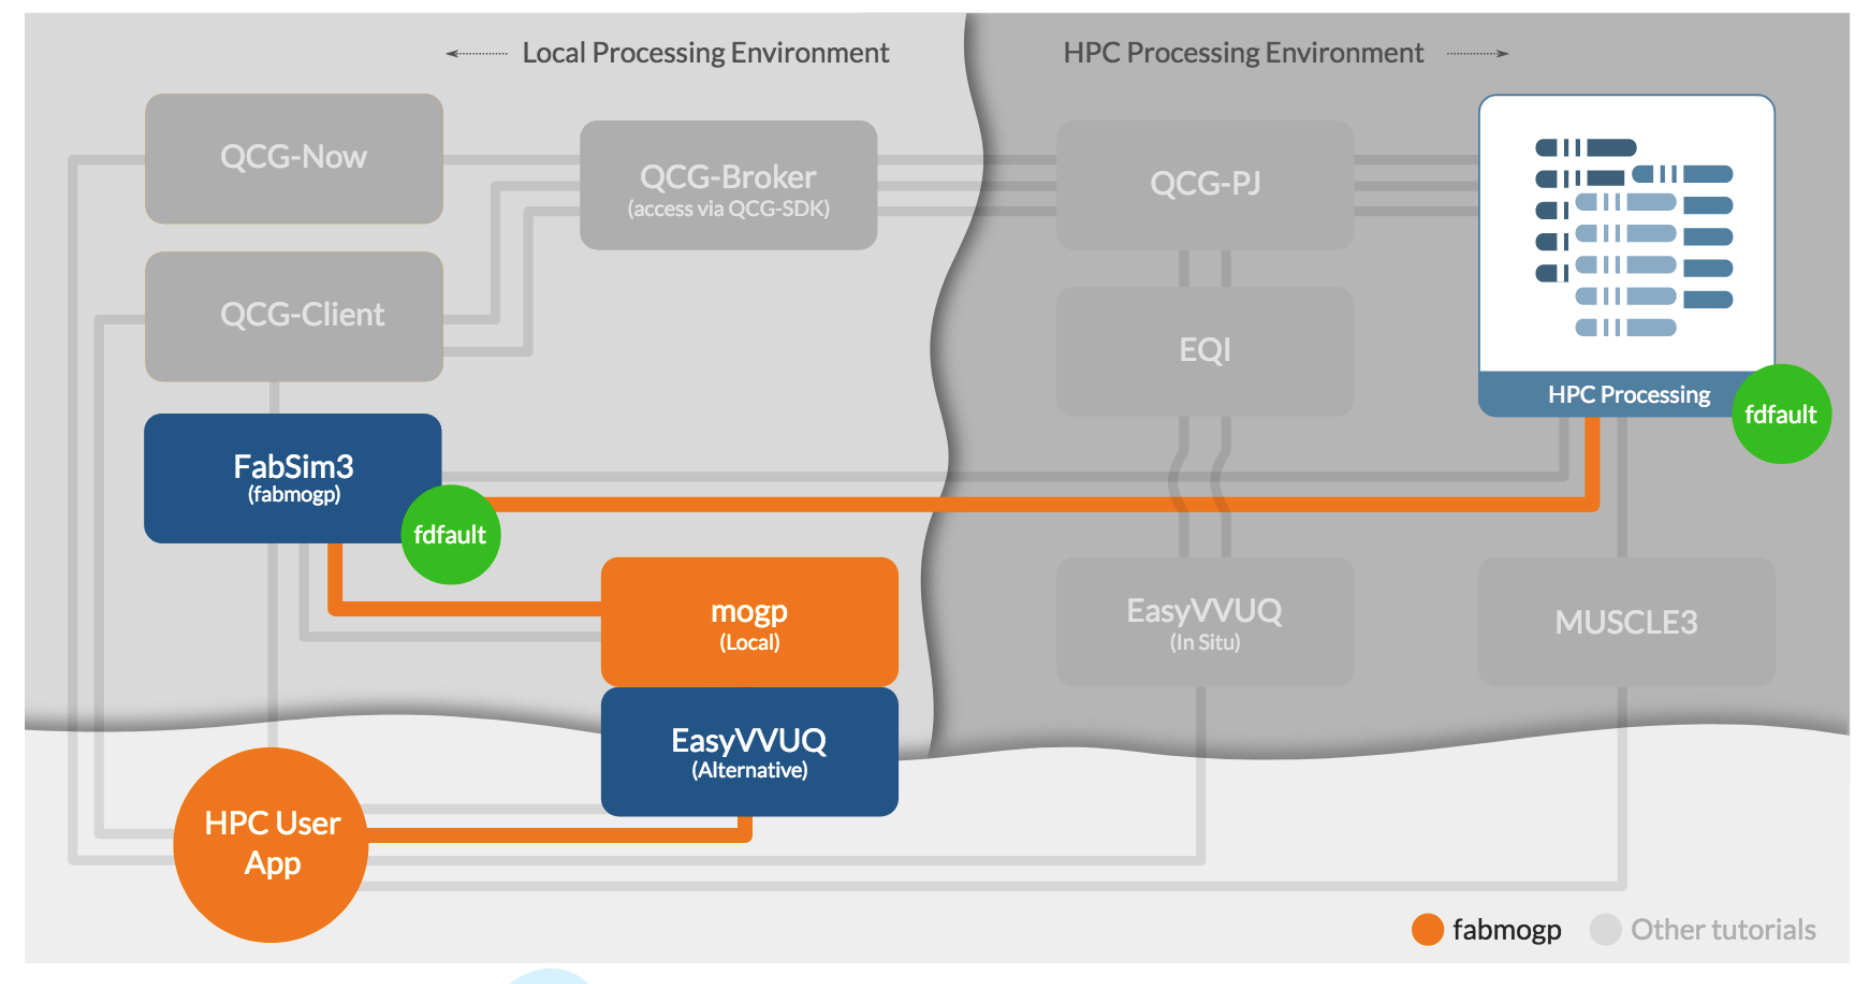 Local Processing Environment
HPC Processing Environment
QCG-Now
QCG-Broker
(access via QCG-SDK)
QCG-PJ
QCG-Client
EQI
HPC Processing
fdfault
FabSim3
(fabmogp)
fdfault
mogp
(Local)
EasyVVUQ
(In Situ)
MUSCLE3
EasyVVUQ
(Alternative)
HPC User
App
fabmogp
Other tutorials